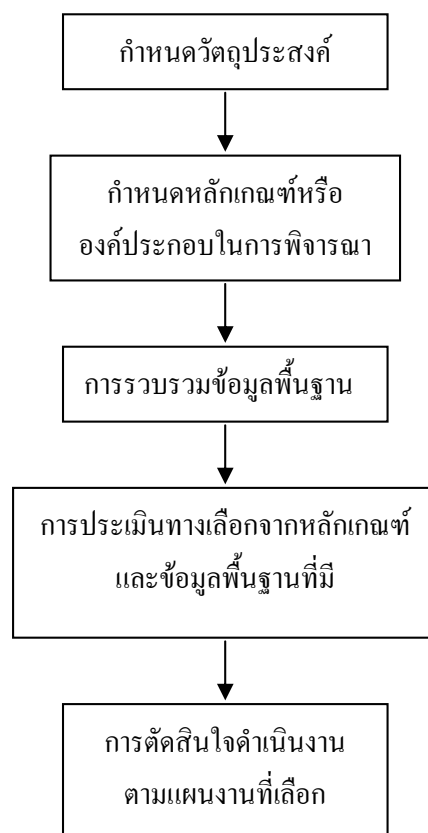 กำหนดวัตถุประสงค์
กำหนดหลักเกณฑ์หรือ
องค์ประกอบในการพิจารณา
การรวบรวมข้อมูลพื้นฐาน
การประเมินทางเลือกจากหลักเกณฑ์
และข้อมูลพื้นฐานที่มี
การตัดสินใจดำเนินงาน
ตามแผนงานที่เลือก